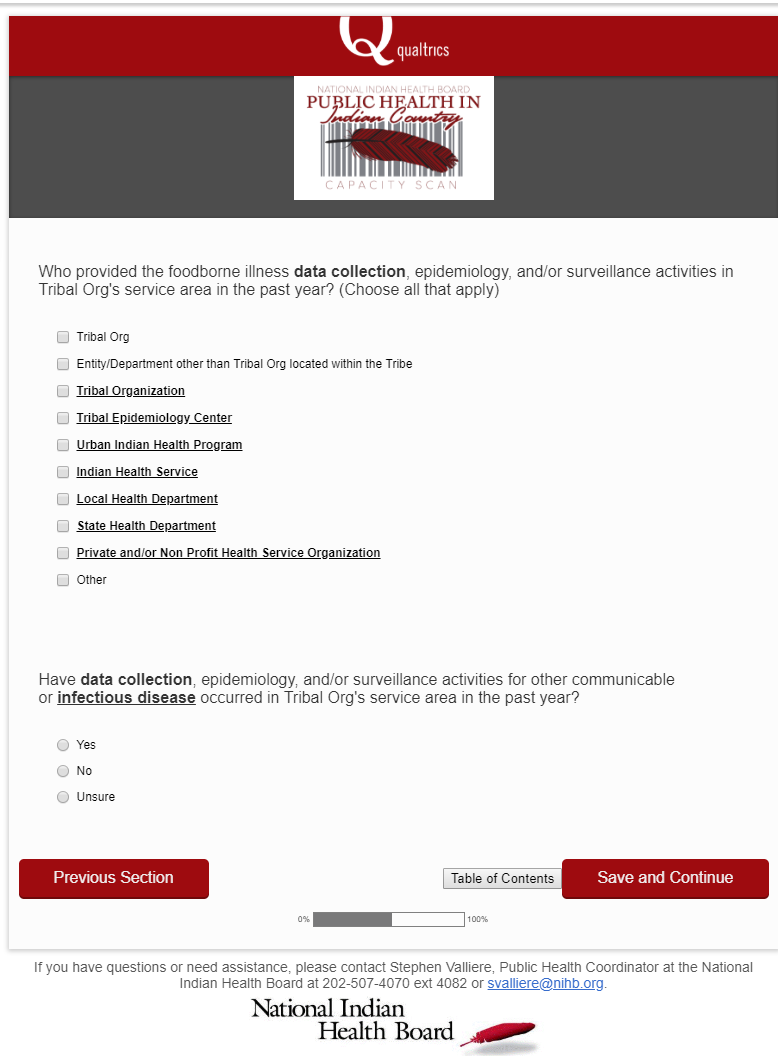 Q qualtrics
NATIONAL INDIAN HEALTH BOARD
PUBLIC HEALTH IN
Indian Country
CAPACITY SCAN
Who provided the foodborne illness data collection, epidemiology, and/or surveillance activities in
Tribal Org's service area in the past year? (Choose all that apply)
Tribal Org
Entity/Department other than Tribal Org located within the Tribe
Tribal Organization
Tribal Epidemiology Center
Urban Indian Health Program
Indian Health Service
Local Health Department
State Health Department
Private and/or Non Profit Health Service Organization
Other
Have data collection, epidemiology, and/or surveillance activities for other communicable
or infectious disease occurred in Tribal Org's service area in the past year?
Yes
No
Unsure
Previous Section
Table of Contents
Save and Continue
0%
100%
If you have questions or need assistance, please contact Stephen Valliere, Public Health Coordinator at the National
Indian Health Board at 202-507-4070 ext 4082 or svalliere@nihb.org.
National Indian
Health Board